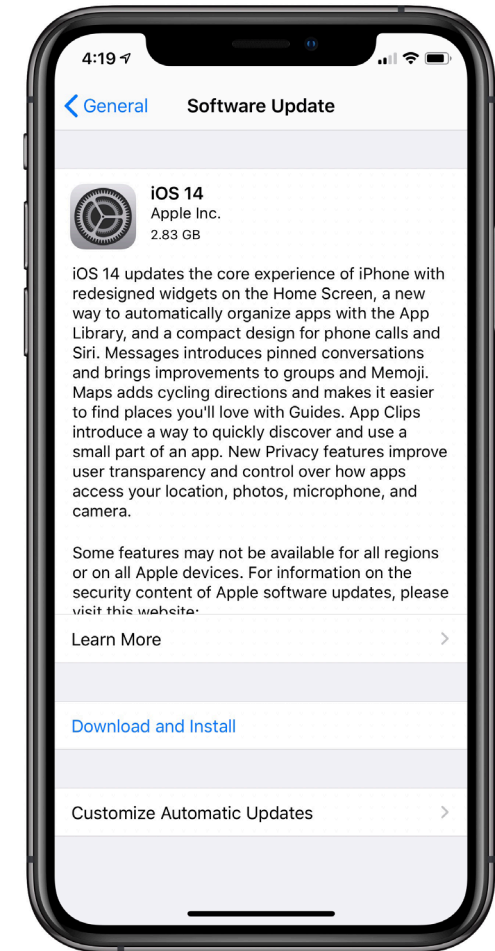 4:19
General
Software Update
iOS 14
Apple Inc.
2.83 GB
iOS 14 updates the core experience of iPhone with
redesigned widgets on the Home Screen, a new
way to automatically organize apps with the App
Library, and a compact design for phone calls and
Siri. Messages introduces pinned conversations
and brings improvements to groups and Memoji.
Maps adds cycling directions and makes it easier
to find places you'll love with Guides. App Clips
introduce a way to quickly discover and use a
small part of an app. New Privacy features improve
user transparency and control over how apps
access your location, photos, microphone, and
camera.
Some features may not be available for all regions
or on all Apple devices. For information on the
security content of Apple software updates, please
visit this website:
Learn More
Download and Install
Customize Automatic Updates